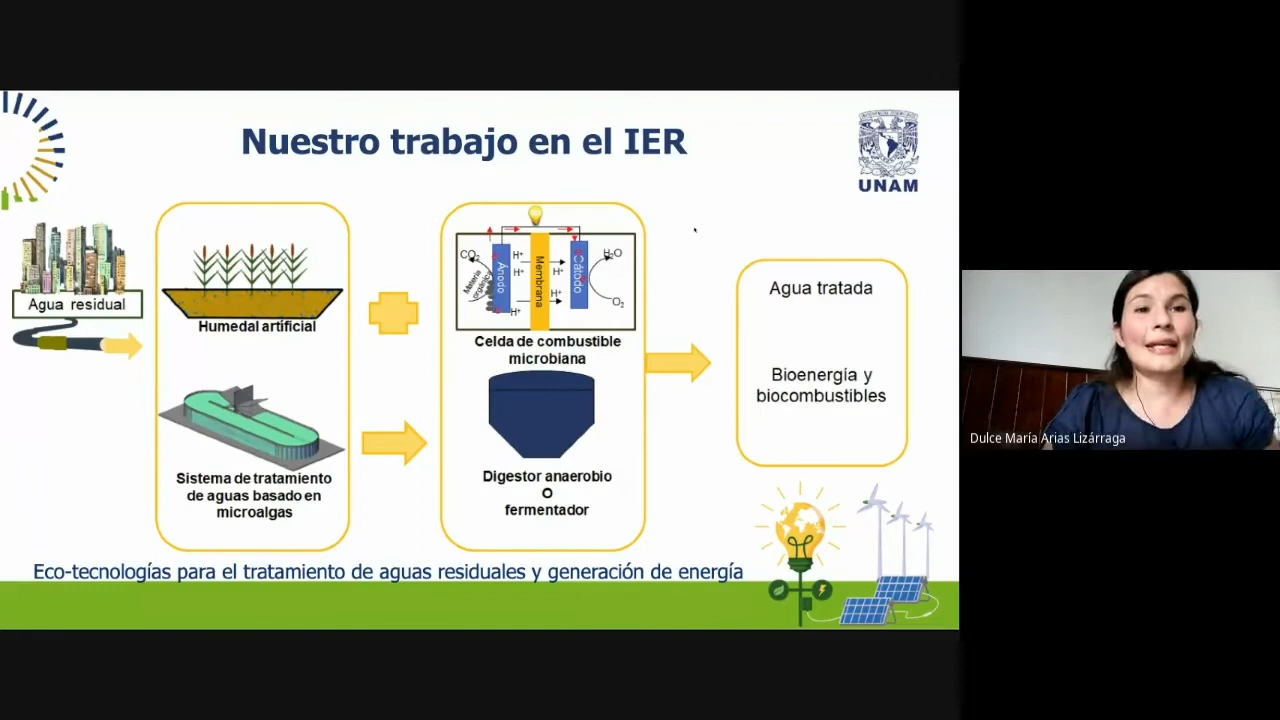 Nuestro trabajo en el IER
UNAM
Agua residual
Humedal artificial
Sistema de tratamiento
de aguas basado en
microalgas
CO2
Materia
orgánica
Ánodo
H+
H+
H+
Membrana
H+
H+
Cátodo
H2O
O2
Celda de combustible
microbiana
Digestor anaerobio
O
fermentador
Agua tratada
Bioenergía y
biocombustibles
Eco-tecnologías para el tratamiento de aguas residuales y generación de energía
Dulce María Arias Lizárraga